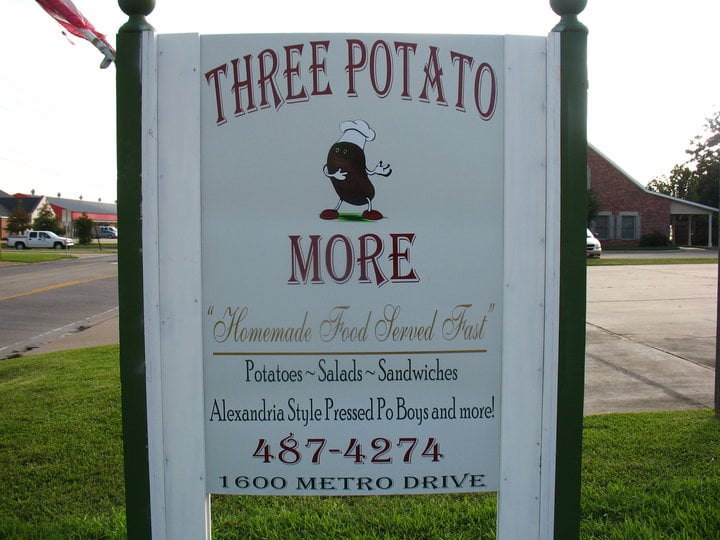 THREE POTATO
MORE
"Homemade Food Served Fast"
Potatoes ~ Salads ~ Sandwiches
Alexandria Style Pressed Po Boys and more!
487-4274
1600 METRO DRIVE